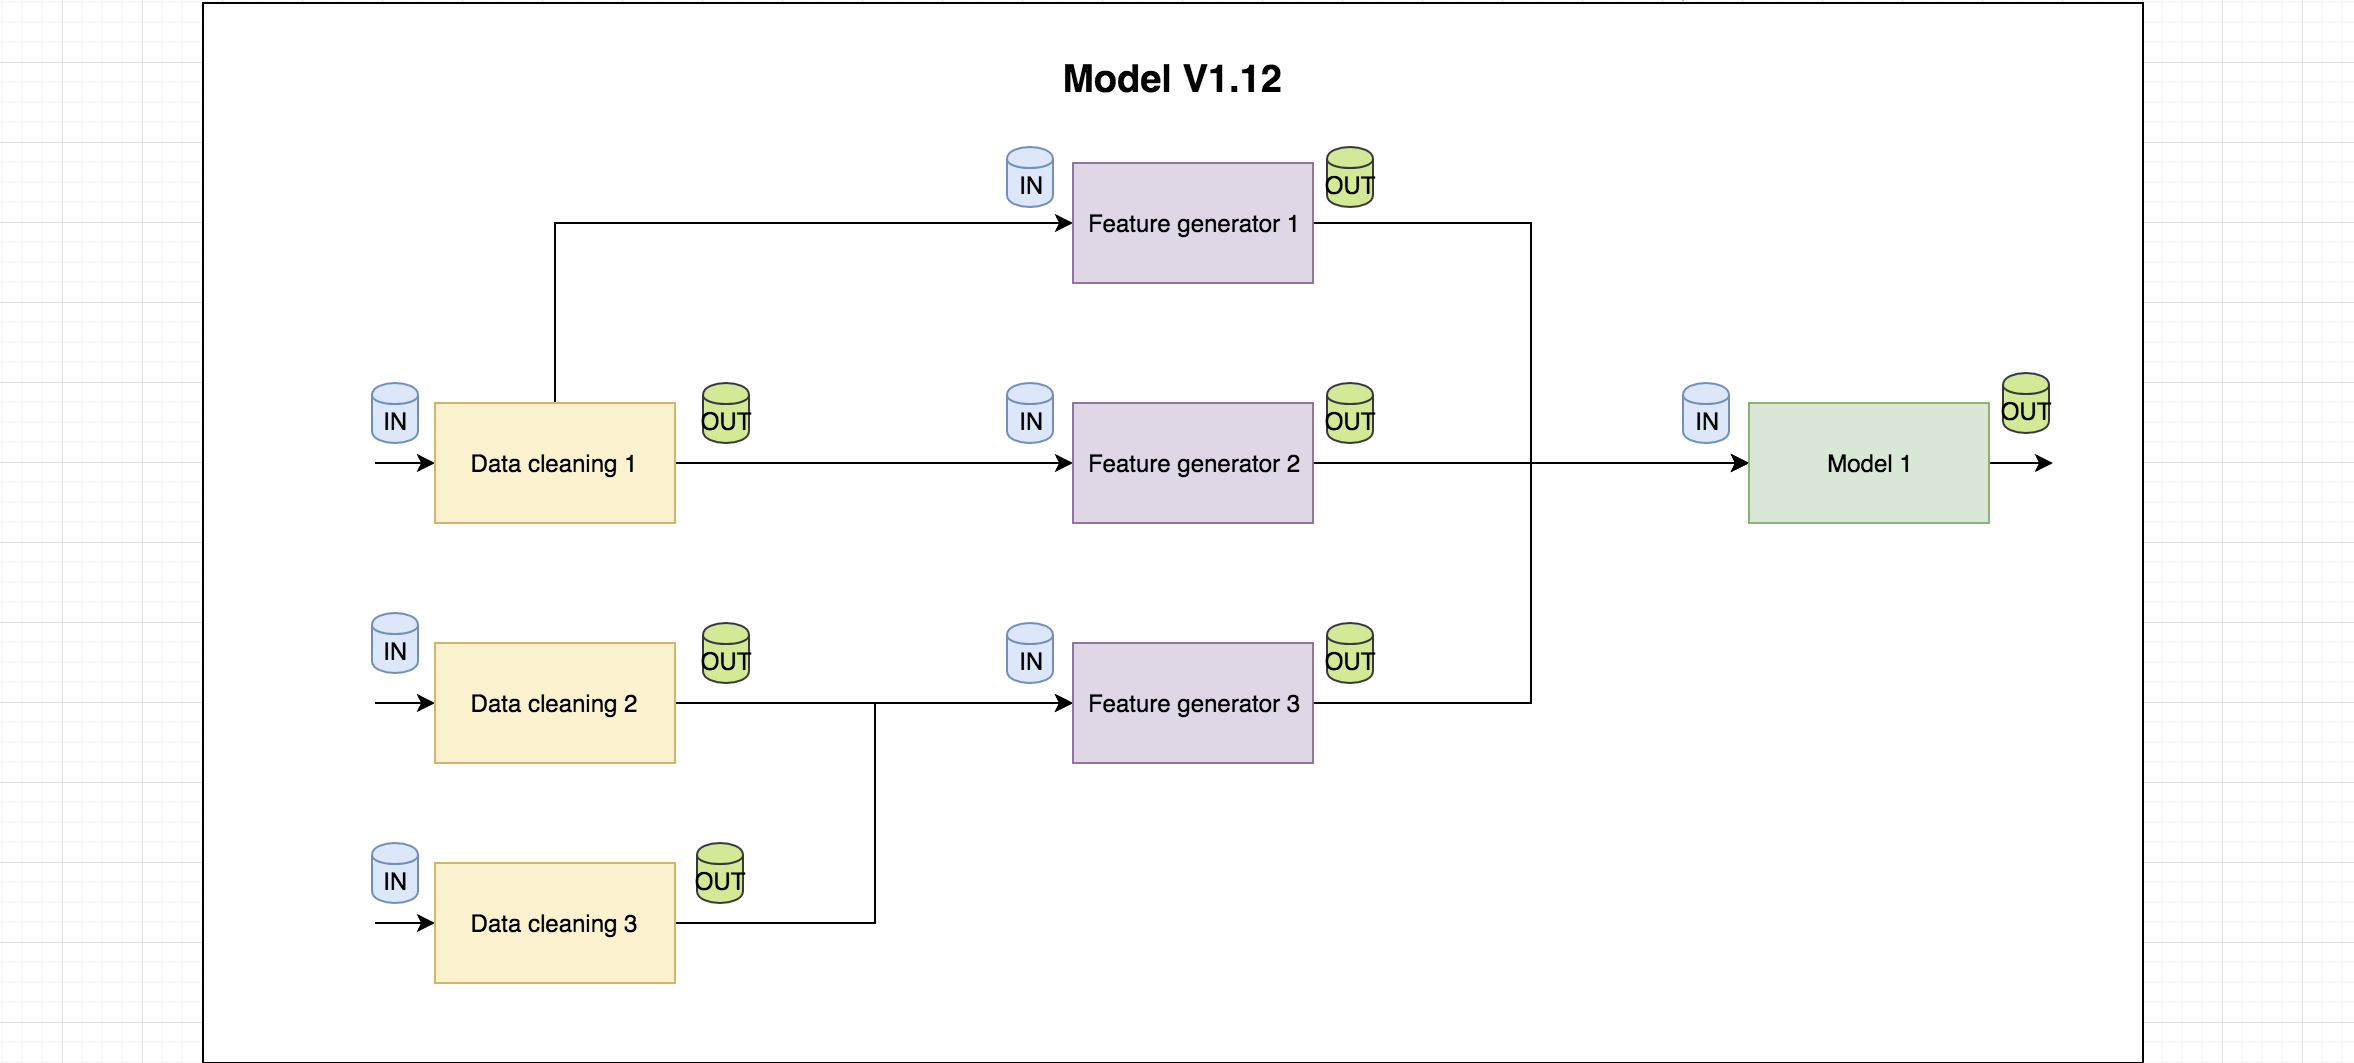 Model V1.12
IN
OUT
Feature generator 1
IN
OUT
IN
OUT
IN
OUT
Data cleaning 1
Feature generator 2
Model 1
IN
OUT
IN
OUT
Data cleaning 2
Feature generator 3
IN
OUT
Data cleaning 3